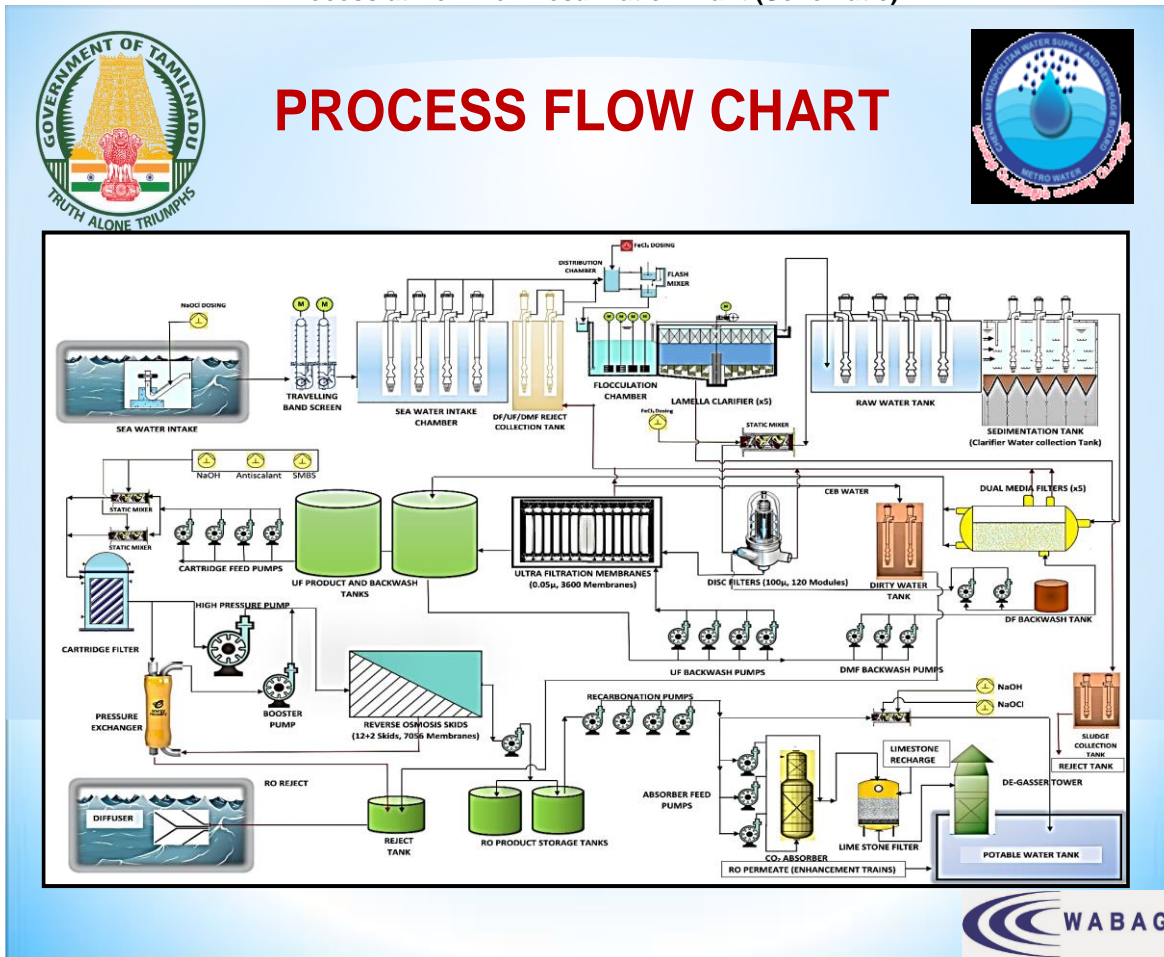 PROCESS FLOW CHART
GOVERNMENT OF TAMILNADU
TRUTH ALONE TRIUMPHS
CHENNAI METROPOLITAN WATER SUPPLY AND SEWERAGE BOARD
METRO WATER
FeCl₃ DOSING
DISTRIBUTION
CHAMBER
FLASH
MIXER
NaOCl DOSING
M M
M M M M
M
SEA WATER INTAKE
TRAVELLING
BAND SCREEN
SEA WATER INTAKE
CHAMBER
DF/UF/DMF REJECT
COLLECTION TANK
FLOCCULATION
CHAMBER
LAMELLA CLARIFIER (x5)
RAW WATER TANK
SEDIMENTATION TANK
(Clarifier Water collection Tank)
FeCl₃ Dosing
STATIC MIXER
NaOH Antiscalant SMBS
STATIC MIXER
STATIC MIXER
CARTRIDGE FEED PUMPS
UF PRODUCT AND BACKWASH
TANKS
ULTRA FILTRATION MEMBRANES
(0.05µ, 3600 Membranes)
DISC FILTERS (100µ, 120 Modules)
CEB WATER
DIRTY WATER
TANK
DUAL MEDIA FILTERS (x5)
DF BACKWASH TANK
CARTRIDGE FILTER
HIGH PRESSURE PUMP
UF BACKWASH PUMPS
DMF BACKWASH PUMPS
PRESSURE
EXCHANGER
BOOSTER
PUMP
REVERSE OSMOSIS SKIDS
(12+2 Skids, 7056 Membranes)
RECARBONATION PUMPS
NaOH
NaOCl
SLUDGE
COLLECTION
TANK
REJECT TANK
RO REJECT
DIFFUSER
REJECT
TANK
RO PRODUCT STORAGE TANKS
ABSORBER FEED
PUMPS
CO₂ ABSORBER
LIMESTONE
RECHARGE
LIME STONE FILTER
DE-GASSER TOWER
POTABLE WATER TANK
RO PERMEATE (ENHANCEMENT TRAINS)
WABAG